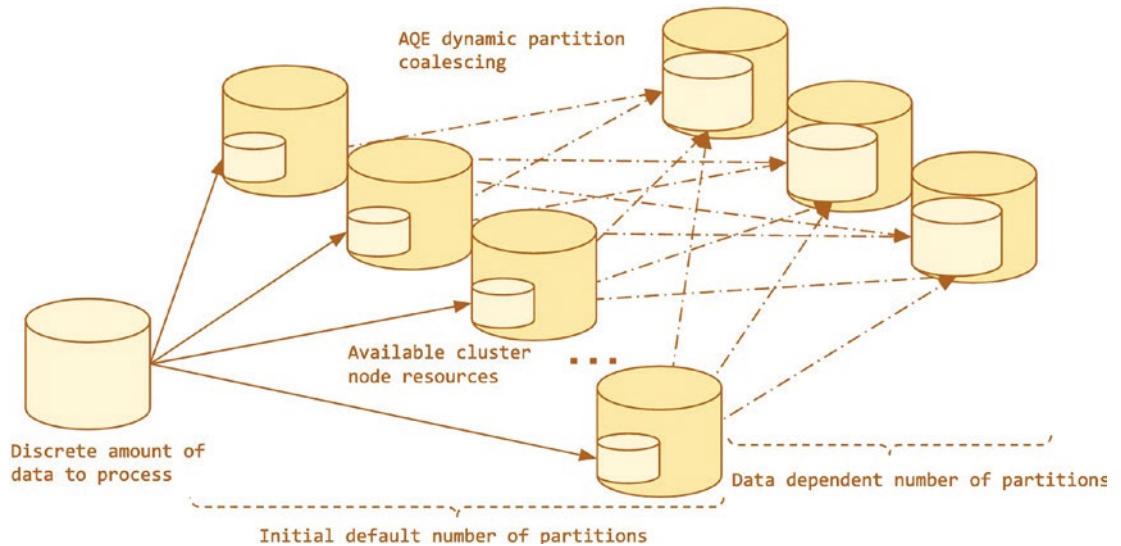 AQE dynamic partition
coalescing
Available cluster
node resources
...
Discrete amount of
data to process
Data dependent number of partitions
Initial default number of partitions